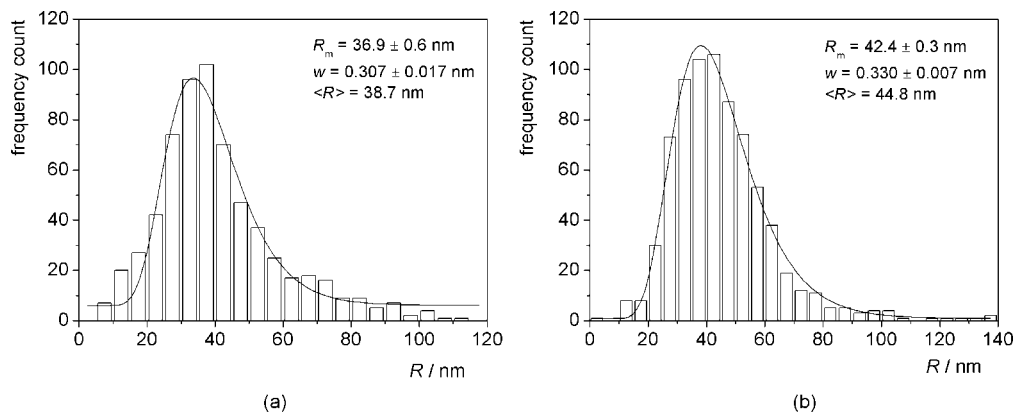 frequency count
120
100
80
60
40
20
0
R_m = 36.9 ± 0.6 nm
w = 0.307 ± 0.017 nm
<R> = 38.7 nm
0 20 40 60 80 100 120
R / nm
(a)
frequency count
120
100
80
60
40
20
0
R_m = 42.4 ± 0.3 nm
w = 0.330 ± 0.007 nm
<R> = 44.8 nm
0 20 40 60 80 100 120 140
R / nm
(b)